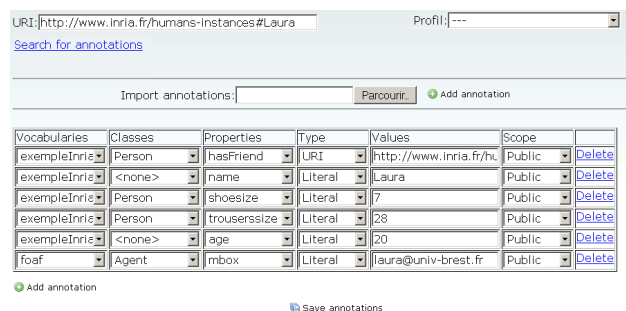 URI: http://www.inria.fr/humans-instances#Laura Profil: ---
Search for annotations
Import annotations: Parcourir.. Add annotation
Vocabularies Classes Properties Type Values Scope
exempleInria Person hasFriend URI http://www.inria.fr/hu Public Delete
exempleInria <none> name Literal Laura Public Delete
exempleInria Person shoesize Literal 7 Public Delete
exempleInria Person trouserssize Literal 28 Public Delete
exempleInria <none> age Literal 20 Public Delete
foaf Agent mbox Literal laura@univ-brest.fr Public Delete
Add annotation
Save annotations